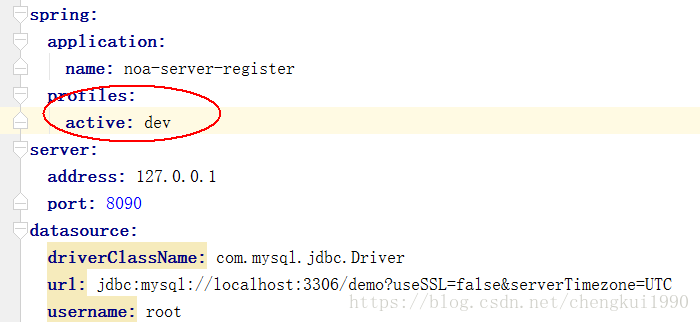 spring:
application:
name: noa-server-register
profiles:
active: dev
server:
address: 127.0.0.1
port: 8090
datasource:
driverClassName: com.mysql.jdbc.Driver
url: jdbc:mysql://localhost:3306/demo?useSSL=false&serverTimezone=UTC
https://blog.csdn.net/chengkui1990
username: root